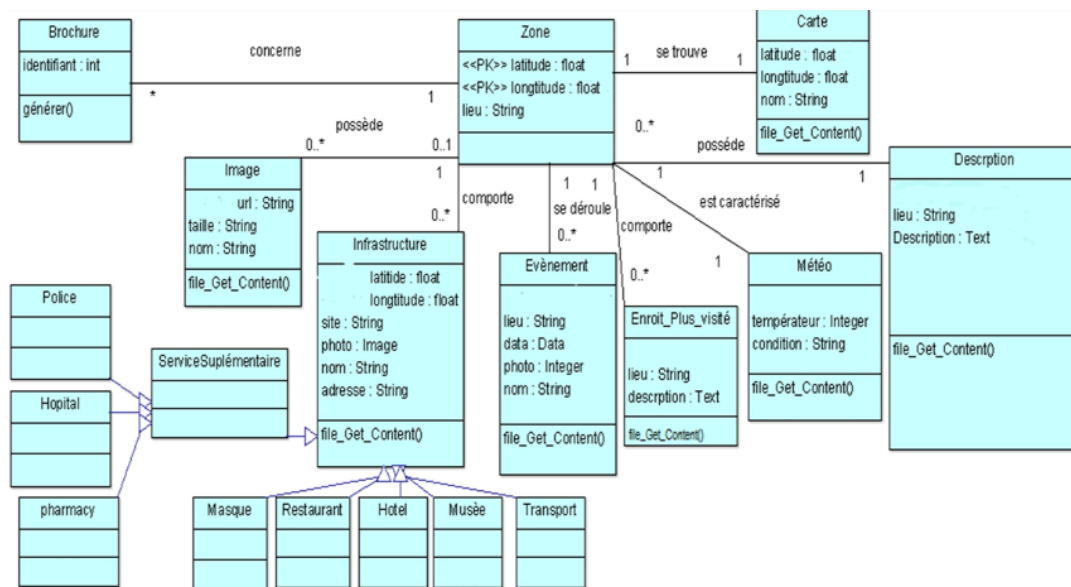 Brochure
identifiant : int
générer()
concerne
*
1
Zone
<<PK>> latitude : float
<<PK>> longtitude : float
lieu : String
se trouve
1
1
Carte
latitude : float
longtitude : float
nom : String
file_Get_Content()
possède
0..*
0..1
Image
url : String
taille : String
nom : String
file_Get_Content()
1
comporte
0..*
Infrastructure
latitide : float
longtitude : float
site : String
photo : Image
nom : String
adresse : String
file_Get_Content()
1
se déroule
0..*
Evènement
lieu : String
data : Data
photo : Integer
nom : String
file_Get_Content()
1
comporte
0..*
Enroit_Plus_visité
lieu : String
descrption : Text
file_Get_Content()
0..*
est caractérisé
1
Météo
températeur : Integer
condition : String
file_Get_Content()
posséde
1
1
Descrption
lieu : String
Description : Text
file_Get_Content()
Police
Hopital
pharmacy
ServiceSuplémentaire
Masque
Restaurant
Hotel
Musèe
Transport